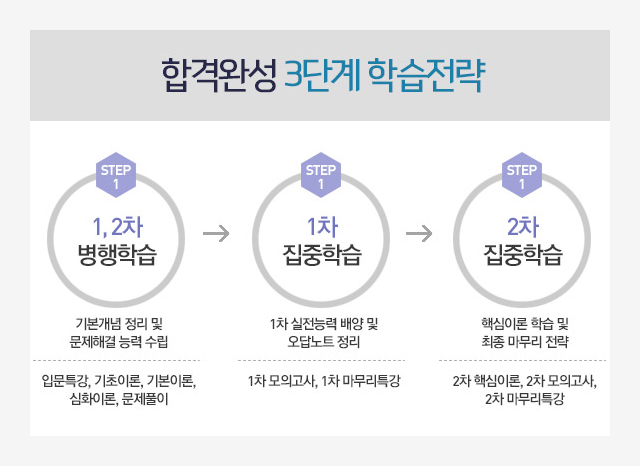 합격완성 3단계 학습전략
STEP
1
1, 2차
병행학습
기본개념 정리 및
문제해결 능력 수립
입문특강, 기초이론, 기본이론,
심화이론, 문제풀이
STEP
1
1차
집중학습
1차 실전능력 배양 및
오답노트 정리
1차 모의고사, 1차 마무리특강
STEP
1
2차
집중학습
핵심이론 학습 및
최종 마무리 전략
2차 핵심이론, 2차 모의고사,
2차 마무리특강